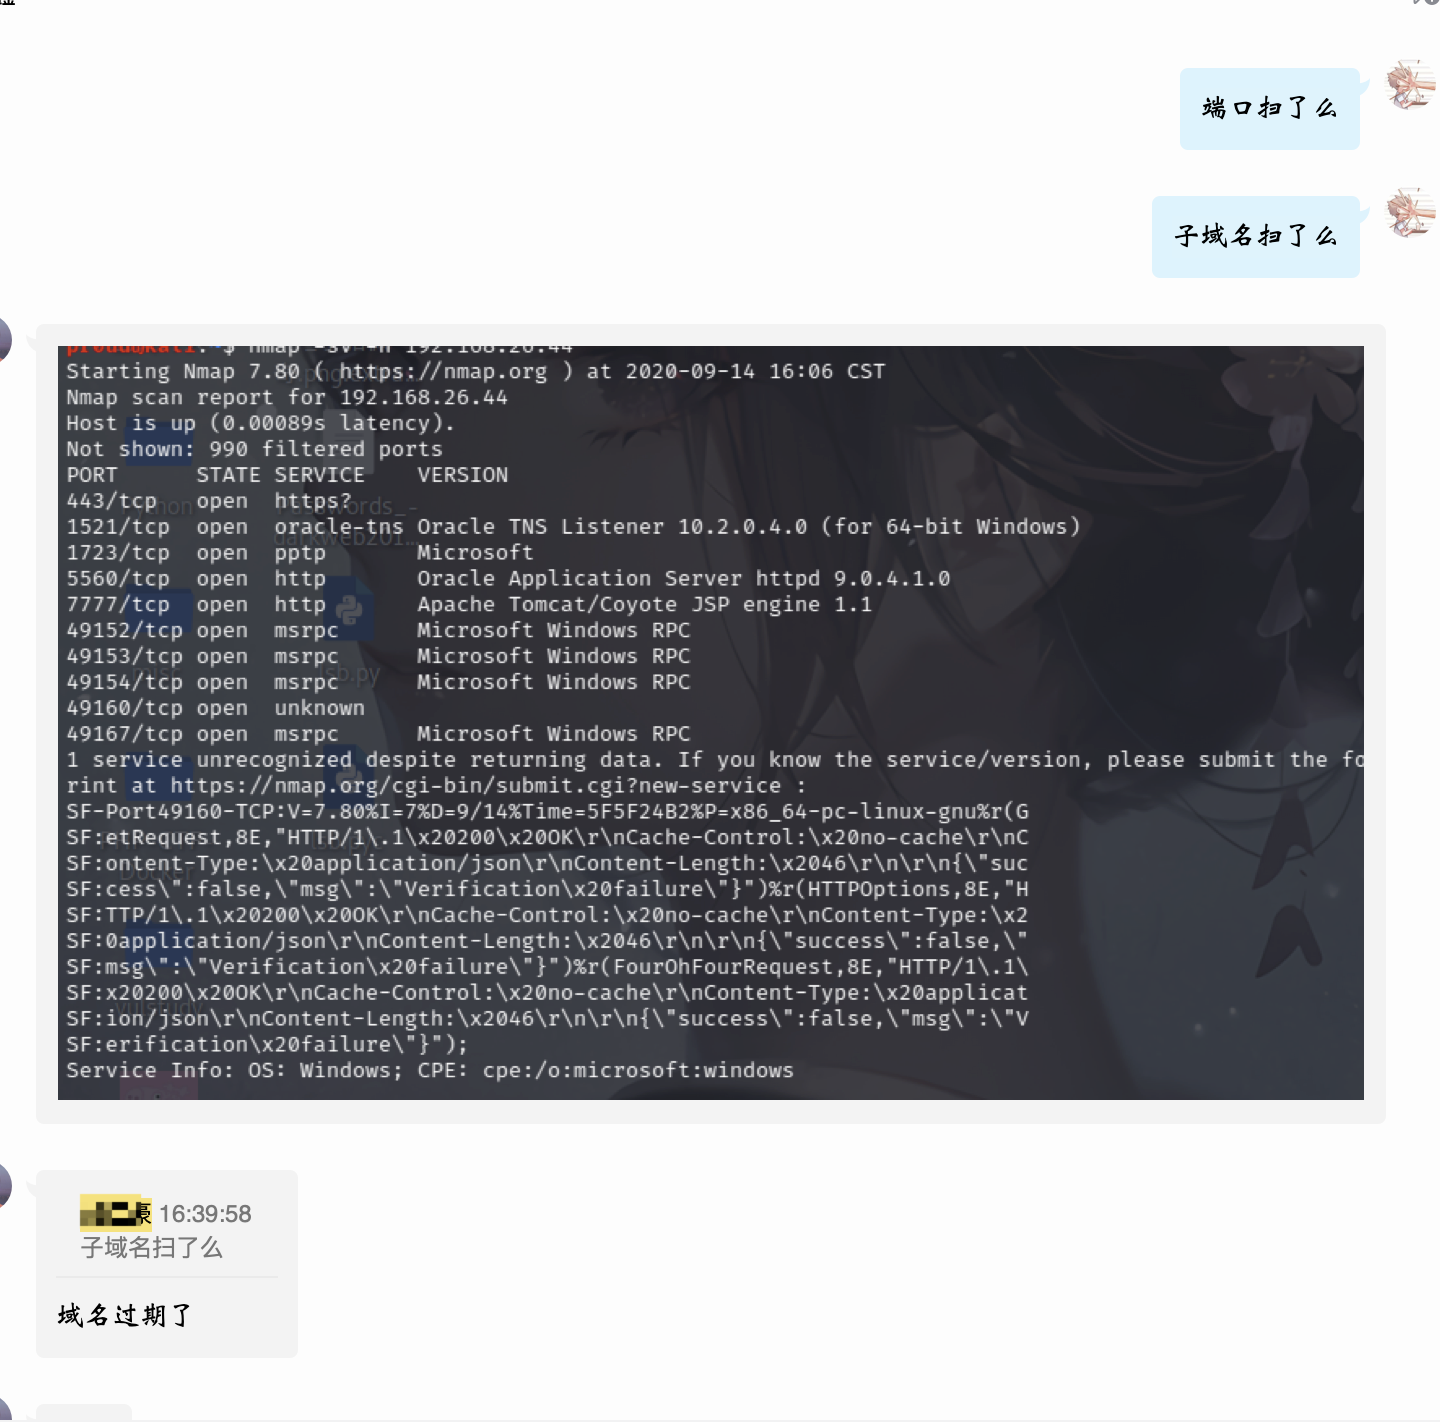 端口扫了么
子域名扫了么
proud@kali:~$ nmap -sV -n 192.168.26.44
Starting Nmap 7.80 ( https://nmap.org ) at 2020-09-14 16:06 CST
Nmap scan report for 192.168.26.44
Host is up (0.00089s latency).
Not shown: 990 filtered ports
PORT      STATE SERVICE    VERSION
443/tcp   open  https?
1521/tcp  open  oracle-tns Oracle TNS Listener 10.2.0.4.0 (for 64-bit Windows)
1723/tcp  open  pptp       Microsoft
5560/tcp  open  http       Oracle Application Server httpd 9.0.4.1.0
7777/tcp  open  http       Apache Tomcat/Coyote JSP engine 1.1
49152/tcp open  msrpc      Microsoft Windows RPC
49153/tcp open  msrpc      Microsoft Windows RPC
49154/tcp open  msrpc      Microsoft Windows RPC
49160/tcp open  unknown
49167/tcp open  msrpc      Microsoft Windows RPC
1 service unrecognized despite returning data. If you know the service/version, please submit the fo
rint at https://nmap.org/cgi-bin/submit.cgi?new-service :
SF-Port49160-TCP:V=7.80%I=7%D=9/14%Time=5F5F24B2%P=x86_64-pc-linux-gnu%r(G
SF:etRequest,8E,"HTTP/1\.1\x20200\x20OK\r\nCache-Control:\x20no-cache\r\nC
SF:ontent-Type:\x20application/json\r\nContent-Length:\x2046\r\n\r\n{\"suc
SF:cess\":false,\"msg\":\"Verification\x20failure\"}")%r(HTTPOptions,8E,"H
SF:TTP/1\.1\x20200\x20OK\r\nCache-Control:\x20no-cache\r\nContent-Type:\x2
SF:0application/json\r\nContent-Length:\x2046\r\n\r\n{\"success\":false,\"
SF:msg\":\"Verification\x20failure\"}")%r(FourOhFourRequest,8E,"HTTP/1\.1\
SF:x20200\x20OK\r\nCache-Control:\x20no-cache\r\nContent-Type:\x20applicat
SF:ion/json\r\nContent-Length:\x2046\r\n\r\n{\"success\":false,\"msg\":\"V
SF:erification\x20failure\"}");
Service Info: OS: Windows; CPE: cpe:/o:microsoft:windows
豪 16:39:58
子域名扫了么
域名过期了